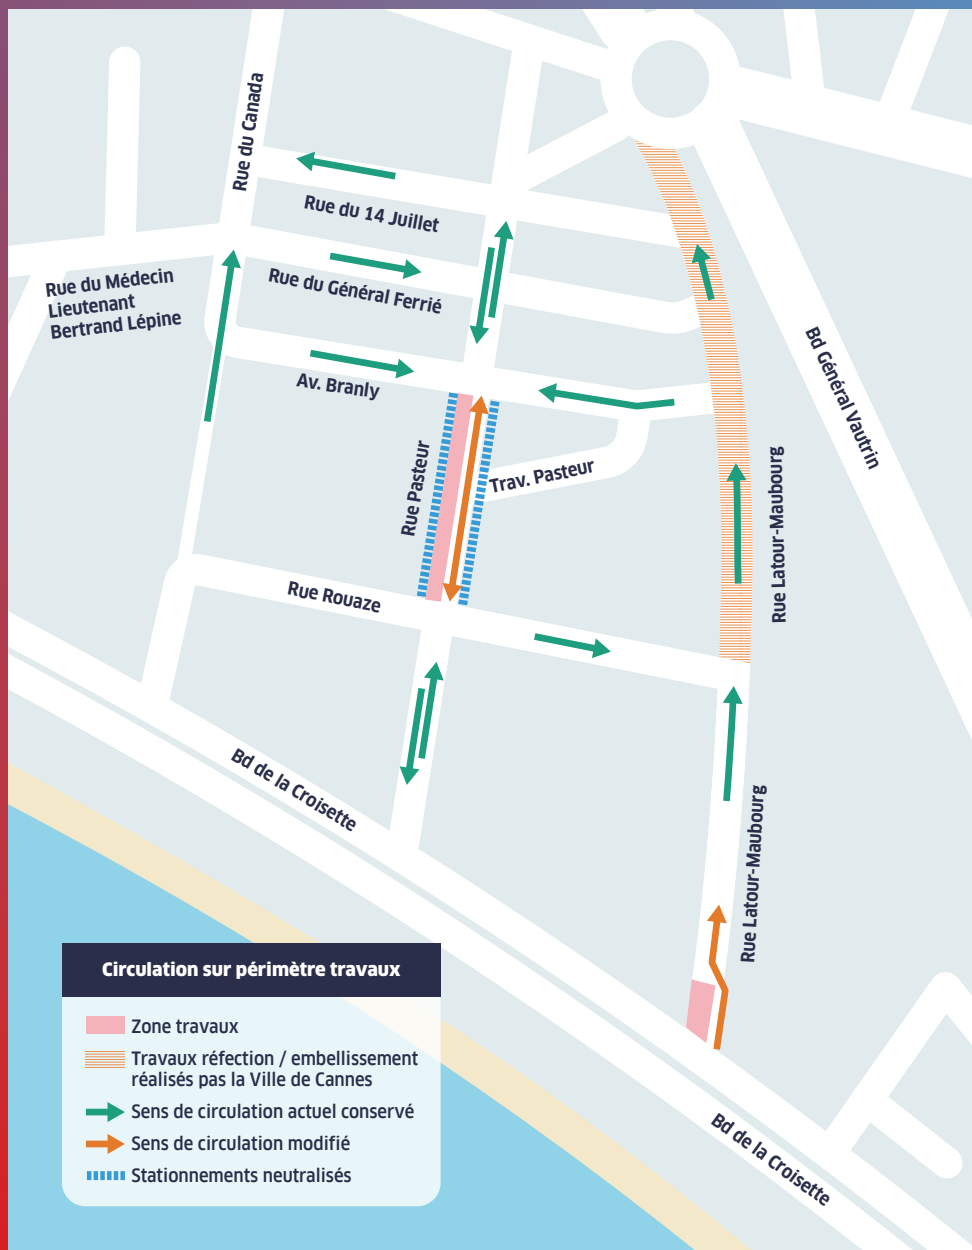 Rue du Canada
Rue du 14 Juillet
Rue du Médecin
Lieutenant
Bertrand Lépine
Rue du Général Ferrié
Av. Branly
Bd Général Vautrin
Rue Pasteur
Trav. Pasteur
Rue Latour-Maubourg
Rue Rouaze
Bd de la Croisette
Rue Latour-Maubourg
Circulation sur périmètre travaux
Zone travaux
Travaux réfection / embellissement
réalisés pas la Ville de Cannes
Sens de circulation actuel conservé
Sens de circulation modifié
Stationnements neutralisés
Bd de la Croisette